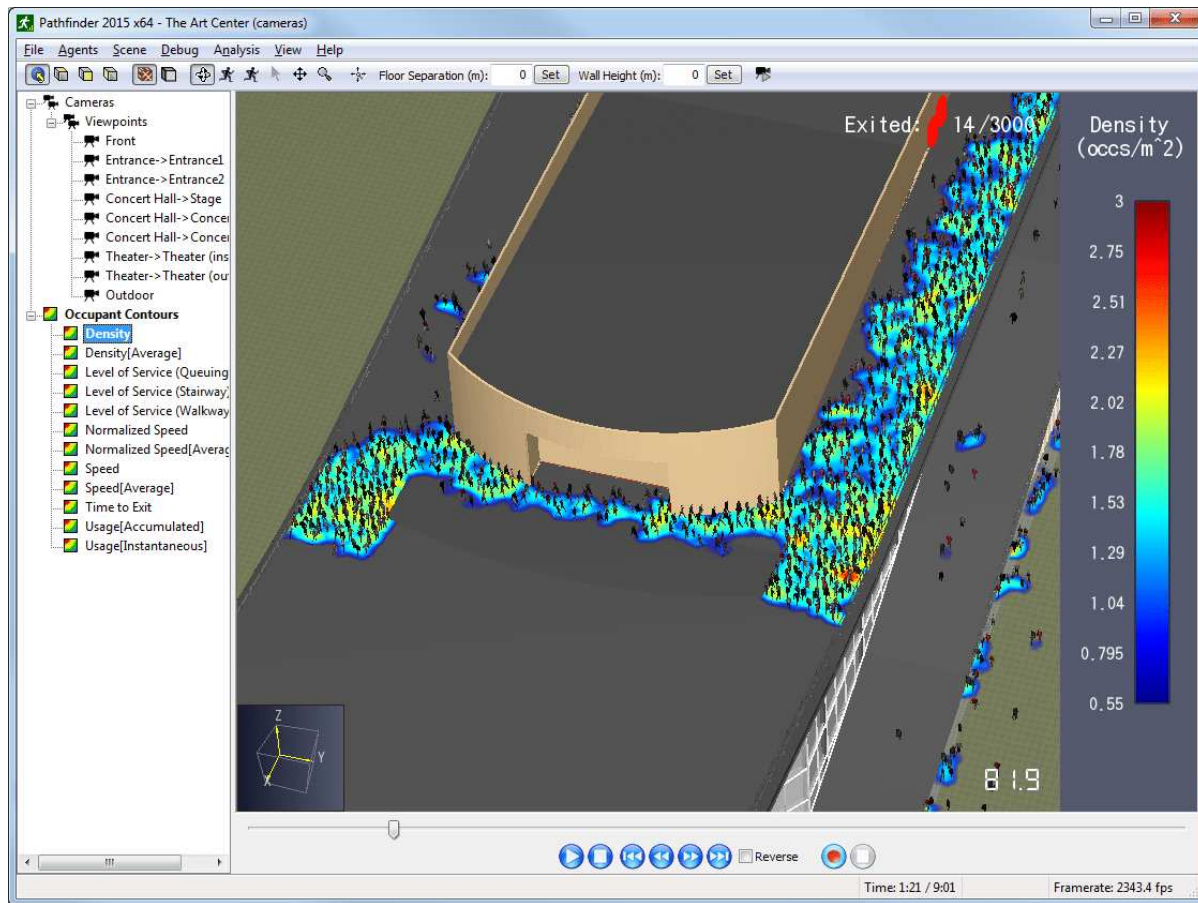 Pathfinder 2015 x64 - The Art Center (cameras)
File Agents Scene Debug Analysis View Help
Floor Separation (m): 0 Set Wall Height (m): 0 Set
Cameras
Viewpoints
Front
Entrance->Entrance1
Entrance->Entrance2
Concert Hall->Stage
Concert Hall->Concer
Concert Hall->Concer
Theater->Theater (ins
Theater->Theater (out
Outdoor
Occupant Contours
Density
Density[Average]
Level of Service (Queuing
Level of Service (Stairway)
Level of Service (Walkway
Normalized Speed
Normalized Speed[Averag
Speed
Speed[Average]
Time to Exit
Usage[Accumulated]
Usage[Instantaneous]
Exited: 14/3000
Density
(occs/m^2)
3
2.75
2.51
2.27
2.02
1.78
1.53
1.29
1.04
0.795
0.55
Z
Y
X
81.9
Reverse
Time: 1:21 / 9:01
Framerate: 2343.4 fps